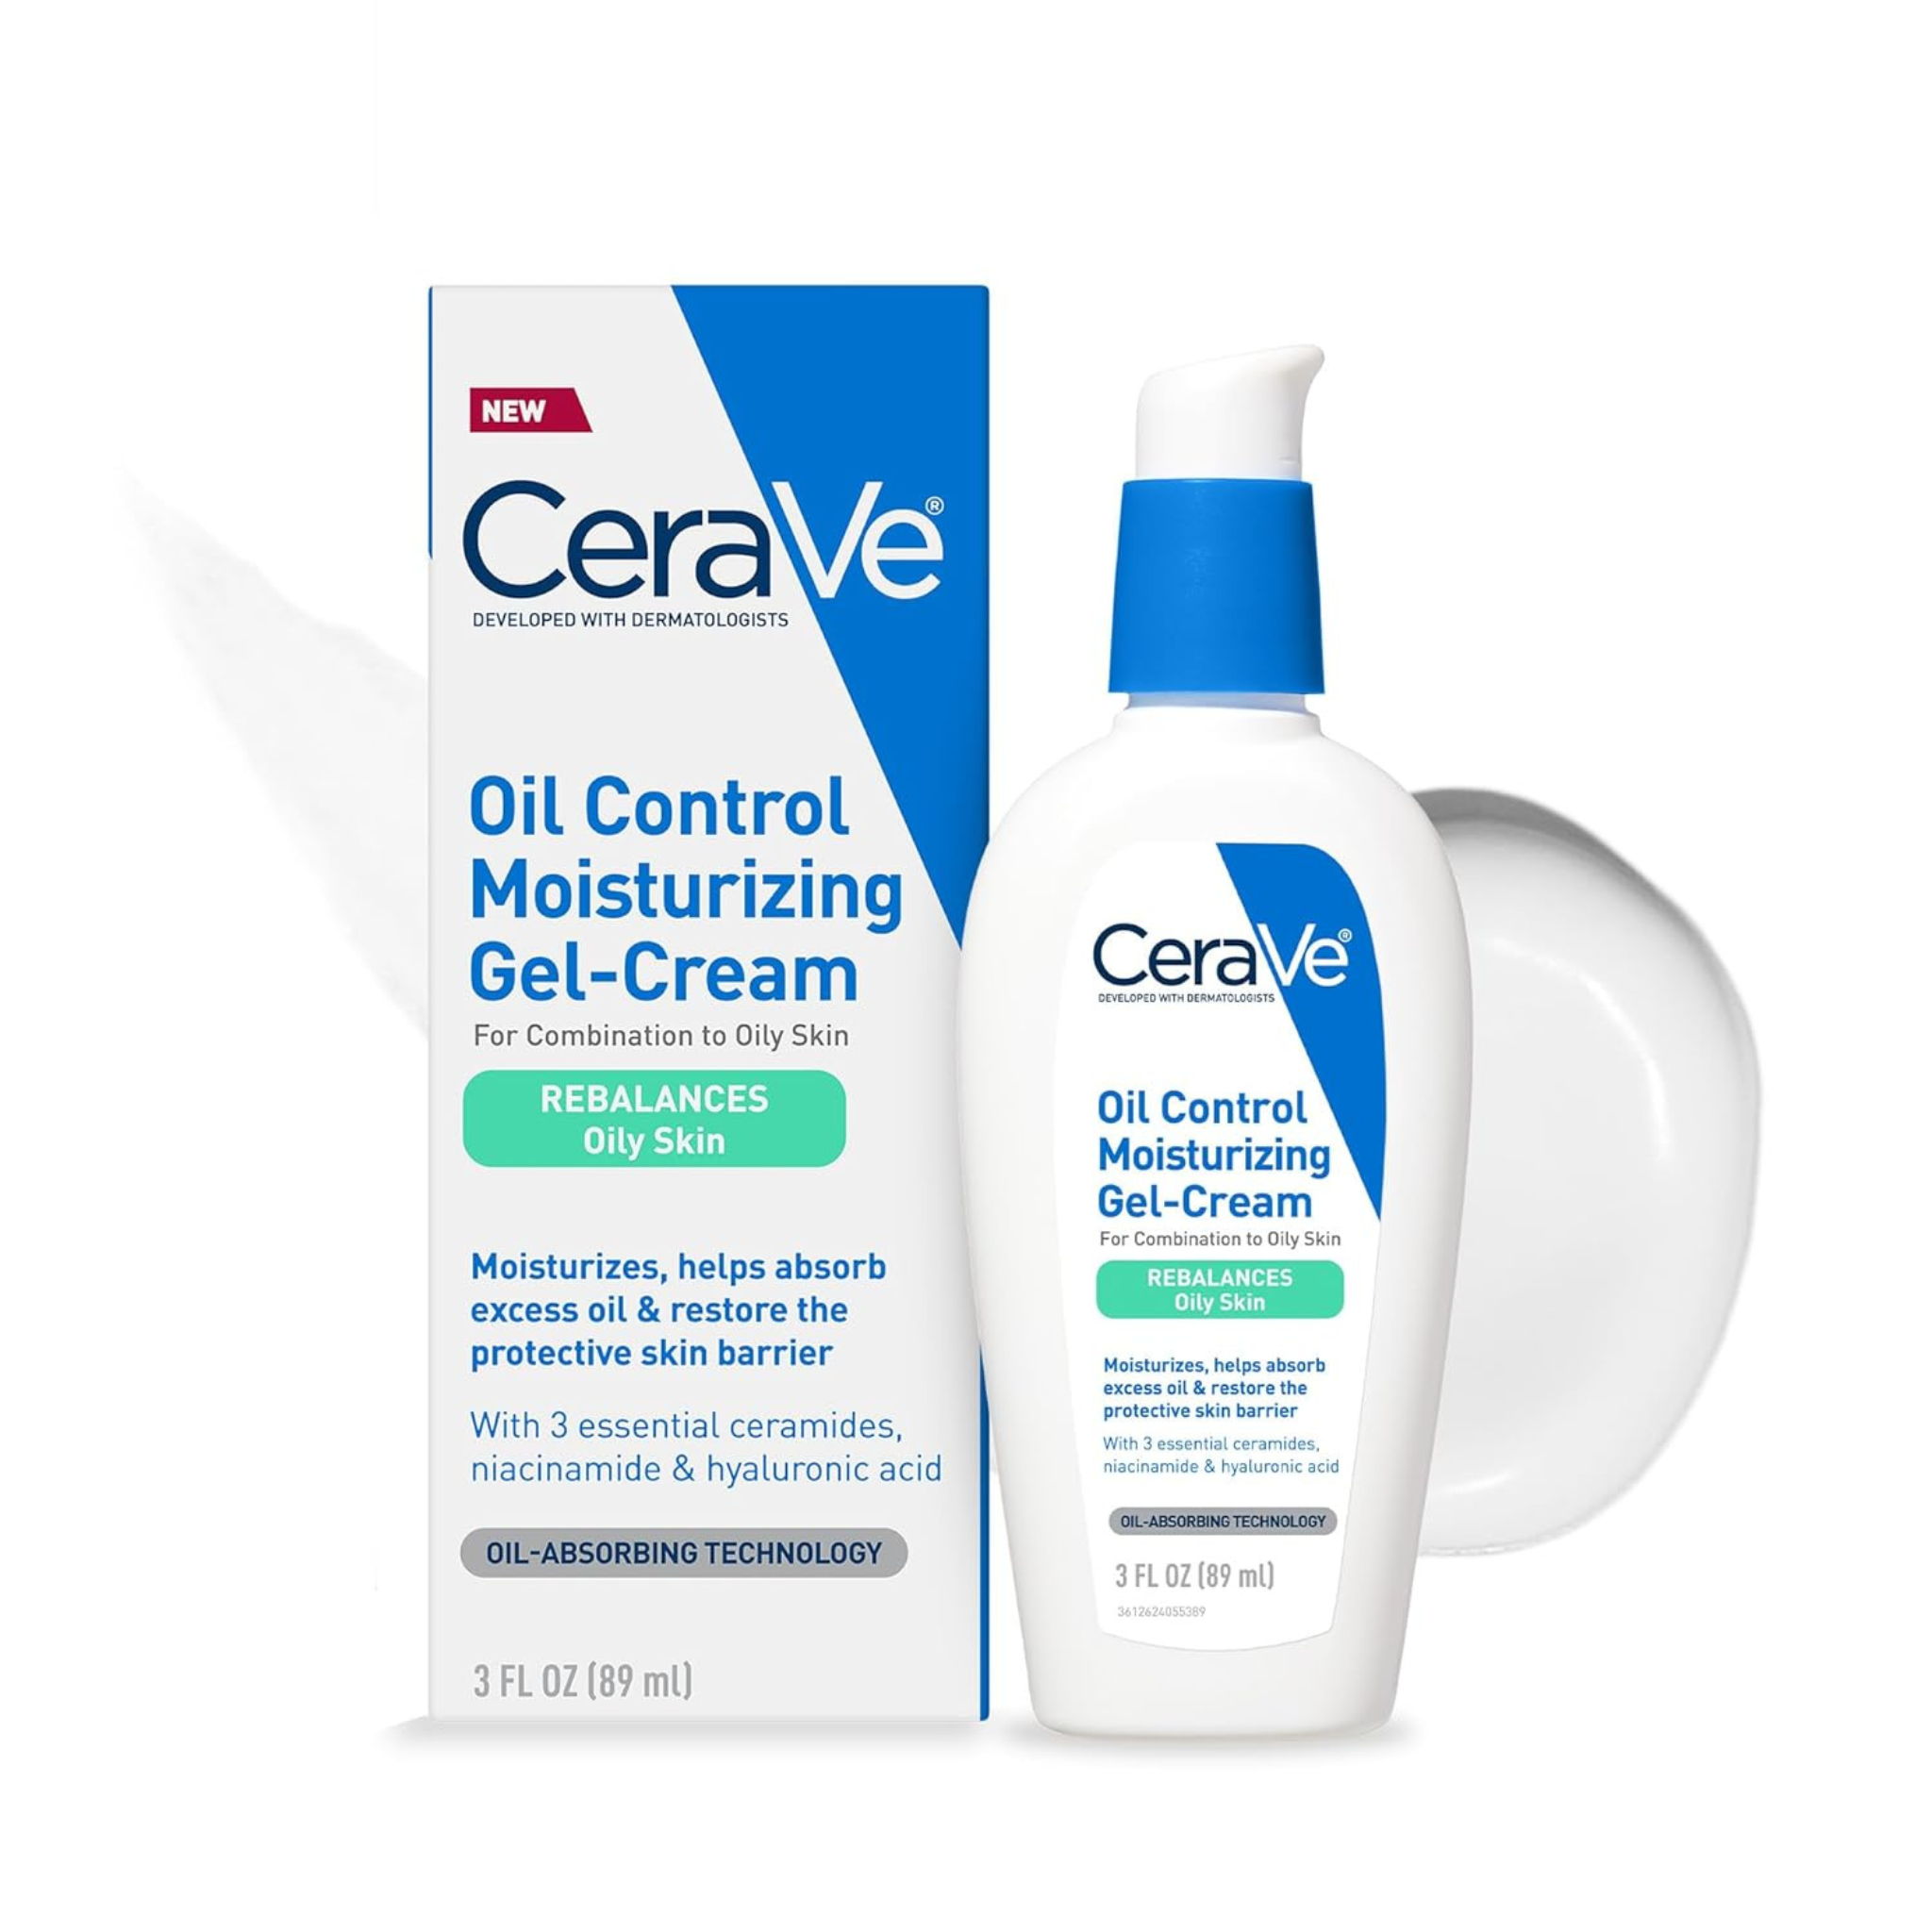 NEW
CeraVe®
DEVELOPED WITH DERMATOLOGISTS
Oil Control
Moisturizing
Gel-Cream
For Combination to Oily Skin
REBALANCES
Oily Skin
Moisturizes, helps absorb
excess oil & restore the
protective skin barrier
With 3 essential ceramides,
niacinamide & hyaluronic acid
OIL-ABSORBING TECHNOLOGY
3 FL OZ (89 ml)
CeraVe®
DEVELOPED WITH DERMATOLOGISTS
Oil Control
Moisturizing
Gel-Cream
For Combination to Oily Skin
REBALANCES
Oily Skin
Moisturizes, helps absorb
excess oil & restore the
protective skin barrier
With 3 essential ceramides,
niacinamide & hyaluronic acid
OIL-ABSORBING TECHNOLOGY
3 FL OZ (89 ml)
3612624055389